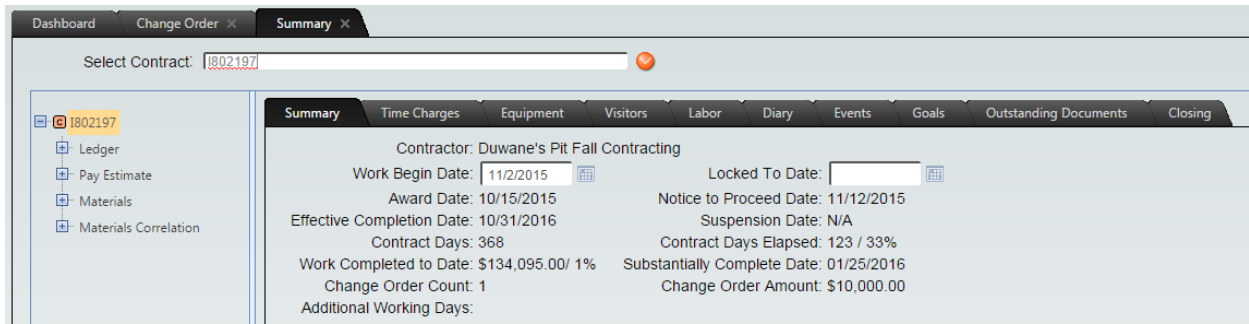 Dashboard Change Order × Summary ×
Select Contract: I802197
C I802197
Ledger
Pay Estimate
Materials
Materials Correlation
Summary Time Charges Equipment Visitors Labor Diary Events Goals Outstanding Documents Closing
Contractor: Duwane's Pit Fall Contracting
Work Begin Date: 11/2/2015 Locked To Date:
Award Date: 10/15/2015 Notice to Proceed Date: 11/12/2015
Effective Completion Date: 10/31/2016 Suspension Date: N/A
Contract Days: 368 Contract Days Elapsed: 123 / 33%
Work Completed to Date: $134,095.00/ 1% Substantially Complete Date: 01/25/2016
Change Order Count: 1 Change Order Amount: $10,000.00
Additional Working Days: